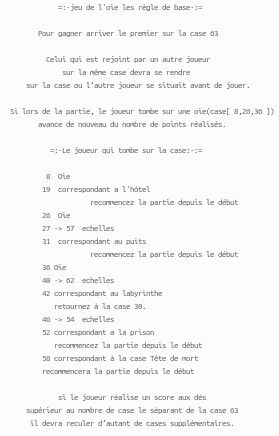 =:-jeu de l'oie les règle de base-:=
Pour gagner arriver le premier sur la case 63
Celui qui est rejoint par un autre joueur
sur la même case devra se rendre
sur la case ou l'autre joueur se situait avant de jouer.
Si lors de la partie, le joueur tombe sur une oie(case[ 8,26,36 ])
avance de nouveau du nombre de points réalisés.
=:-Le joueur qui tombe sur la case:-:=
8 Oie
19 correspondant a l'hôtel
recommencez la partie depuis le début
26 Oie
27 -> 57 echelles
31 correspondant au puits
recommencez la partie depuis le début
36 Oie
40 -> 62 echelles
42 correspondant au labyrinthe
retournez à la case 30.
46 -> 54 echelles
52 correspondant a la prison
recommencez la partie depuis le début
58 correspondant à la case Tête de mort
recommencera la partie depuis le début
si le joueur réalise un score aux dés
supérieur au nombre de case le séparant de la case 63
il devra reculer d'autant de cases supplémentaires.